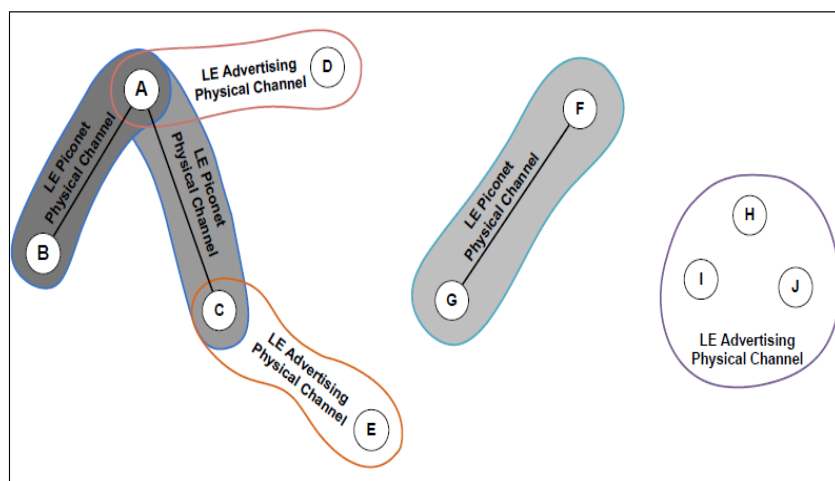 A
LE Advertising
Physical Channel
D
LE Piconet
Physical Channel
LE Piconet
Physical Channel
B
C
LE Advertising
Physical Channel
E
F
LE Piconet
Physical Channel
G
H
I
J
LE Advertising
Physical Channel